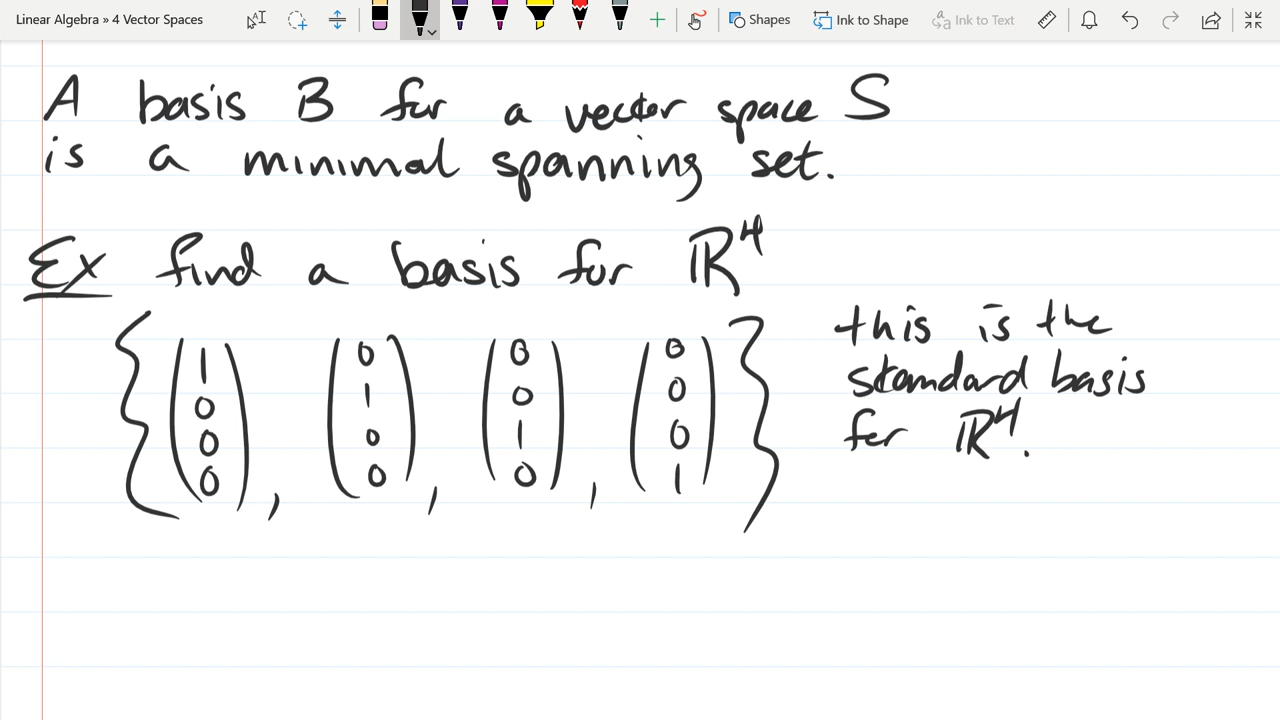 Linear Algebra » 4 Vector Spaces
Shapes
Ink to Shape
Ink to Text
A basis B for a vector space S
is a minimal spanning set.
Ex find a basis for ℝ⁴
{(1 0 0 0), (0 1 0 0), (0 0 1 0), (0 0 0 1)}
this is the
standard basis
for ℝ⁴.